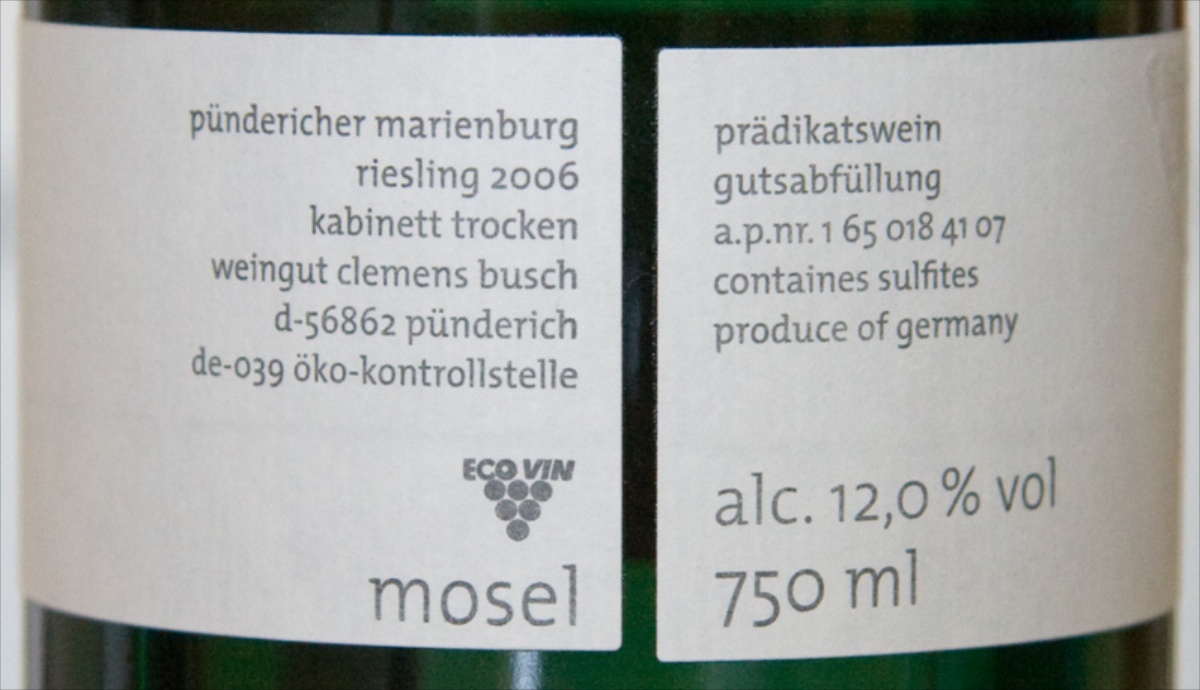 pündericher marienburg
riesling 2006
kabinett trocken
weingut clemens busch
d-56862 pünderich
de-039 öko-kontrollstelle
ECO VIN
mosel
prädikatswein
gutsabfüllung
a.p.nr. 1 65 018 41 07
containes sulfites
produce of germany
alc. 12,0 % vol
750 ml